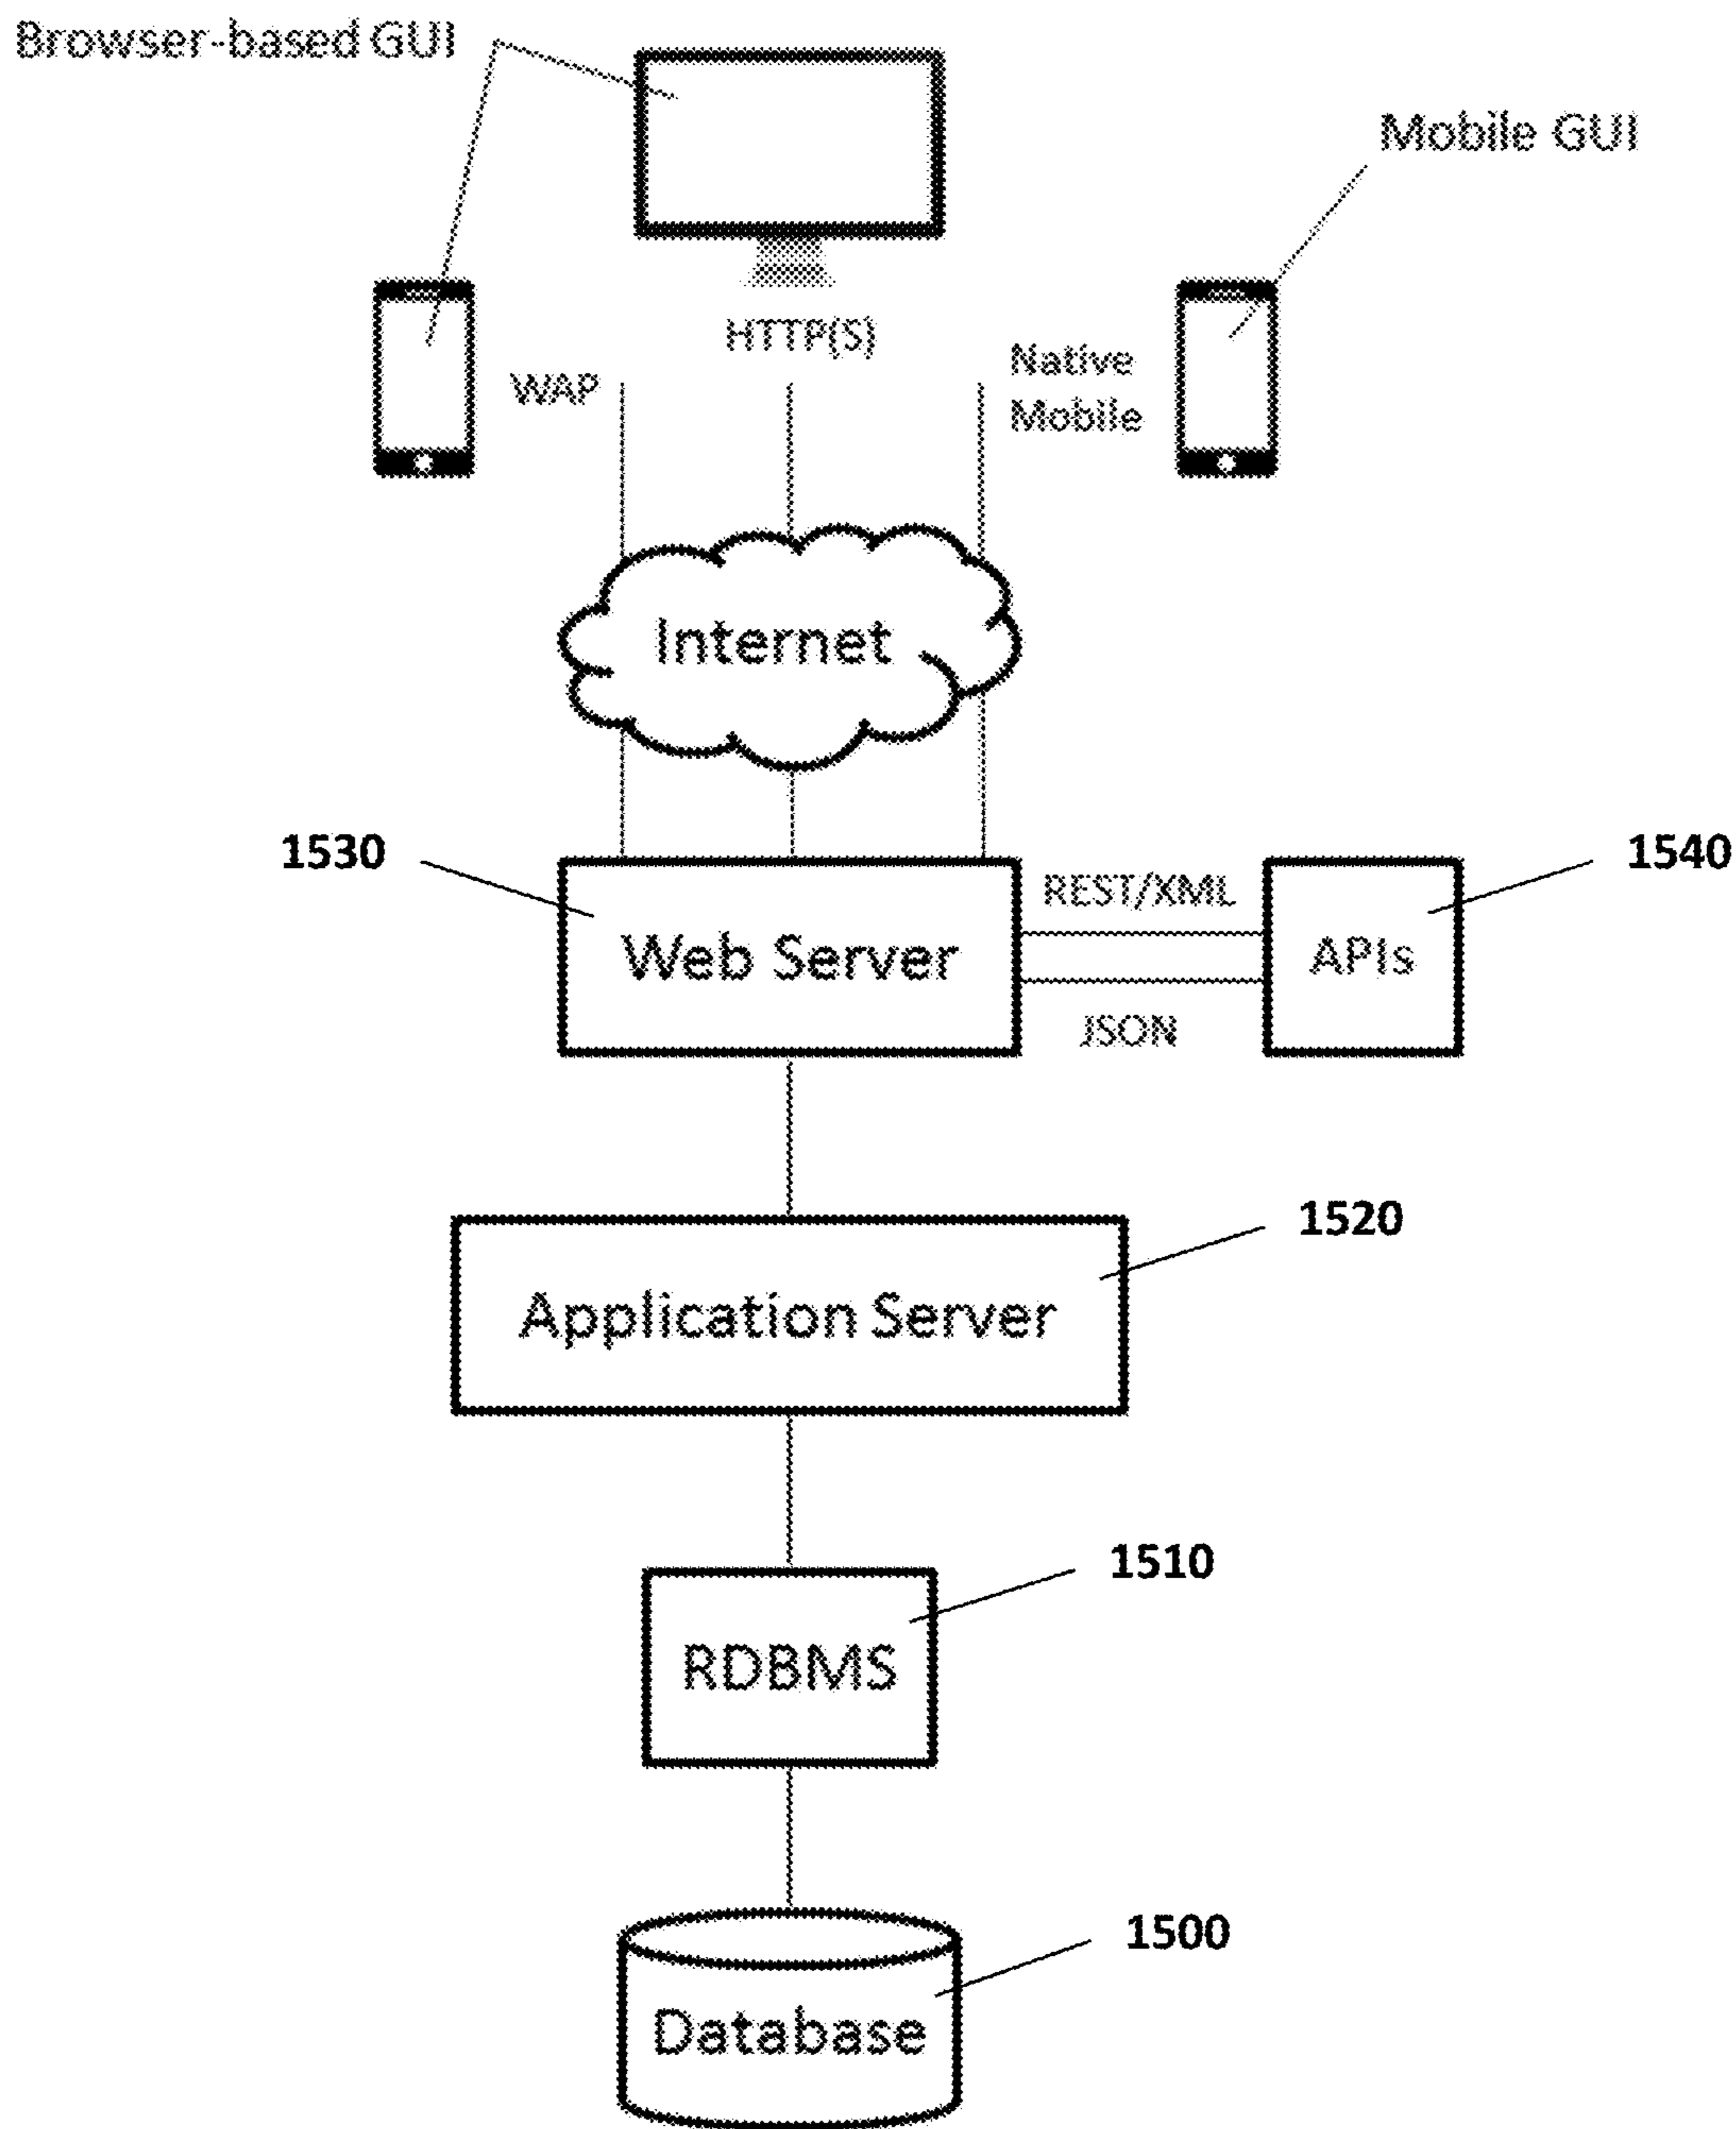 Browser-based GUI
Mobile GUI
HTTP(S)
WAP
Native
Mobile
Internet
1530
1540
REST/XML
Web Server
APIs
JSON
1520
Application Server
1510
RDBMS
1500
Database